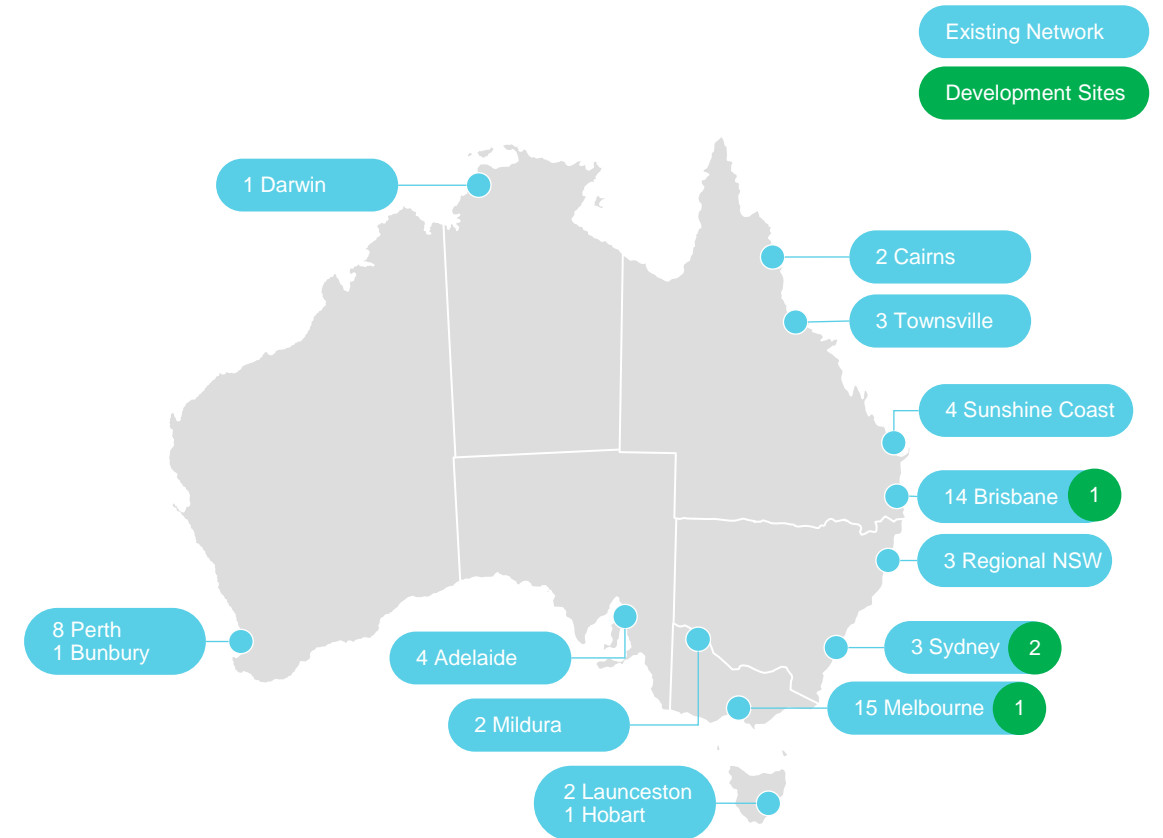 Existing Network
Development Sites
1 Darwin
2 Cairns
3 Townsville
4 Sunshine Coast
14 Brisbane 1
3 Regional NSW
8 Perth
1 Bunbury
4 Adelaide
3 Sydney 2
15 Melbourne 1
2 Mildura
2 Launceston
1 Hobart